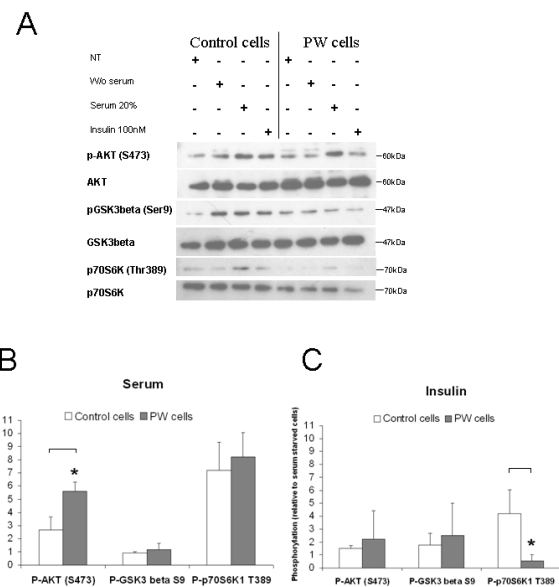 A
Control cells PW cells
NT + - - - + - - -
W/o serum - + - - - + - -
Serum 20% - - + - - - + -
Insulin 100nM - - - + - - - +
p-AKT (S473) 60kDa
AKT 60kDa
pGSK3beta (Ser9) 47kDa
GSK3beta 47kDa
p70S6K (Thr389) 70kDa
p70S6K 70kDa
B
Serum
Control cells PW cells
11
10
9
8
7
6
5
4
3
2
1
0
*
P-AKT (S473) P-GSK3 beta S9 P-p70S6K1 T389
C
Insulin
Phosphorylation (relative to serum starved cells)
Control cells PW cells
11
10
9
8
7
6
5
4
3
2
1
0
*
P-AKT (S473) P-GSK3 beta S9 P-p70S6K1 T389